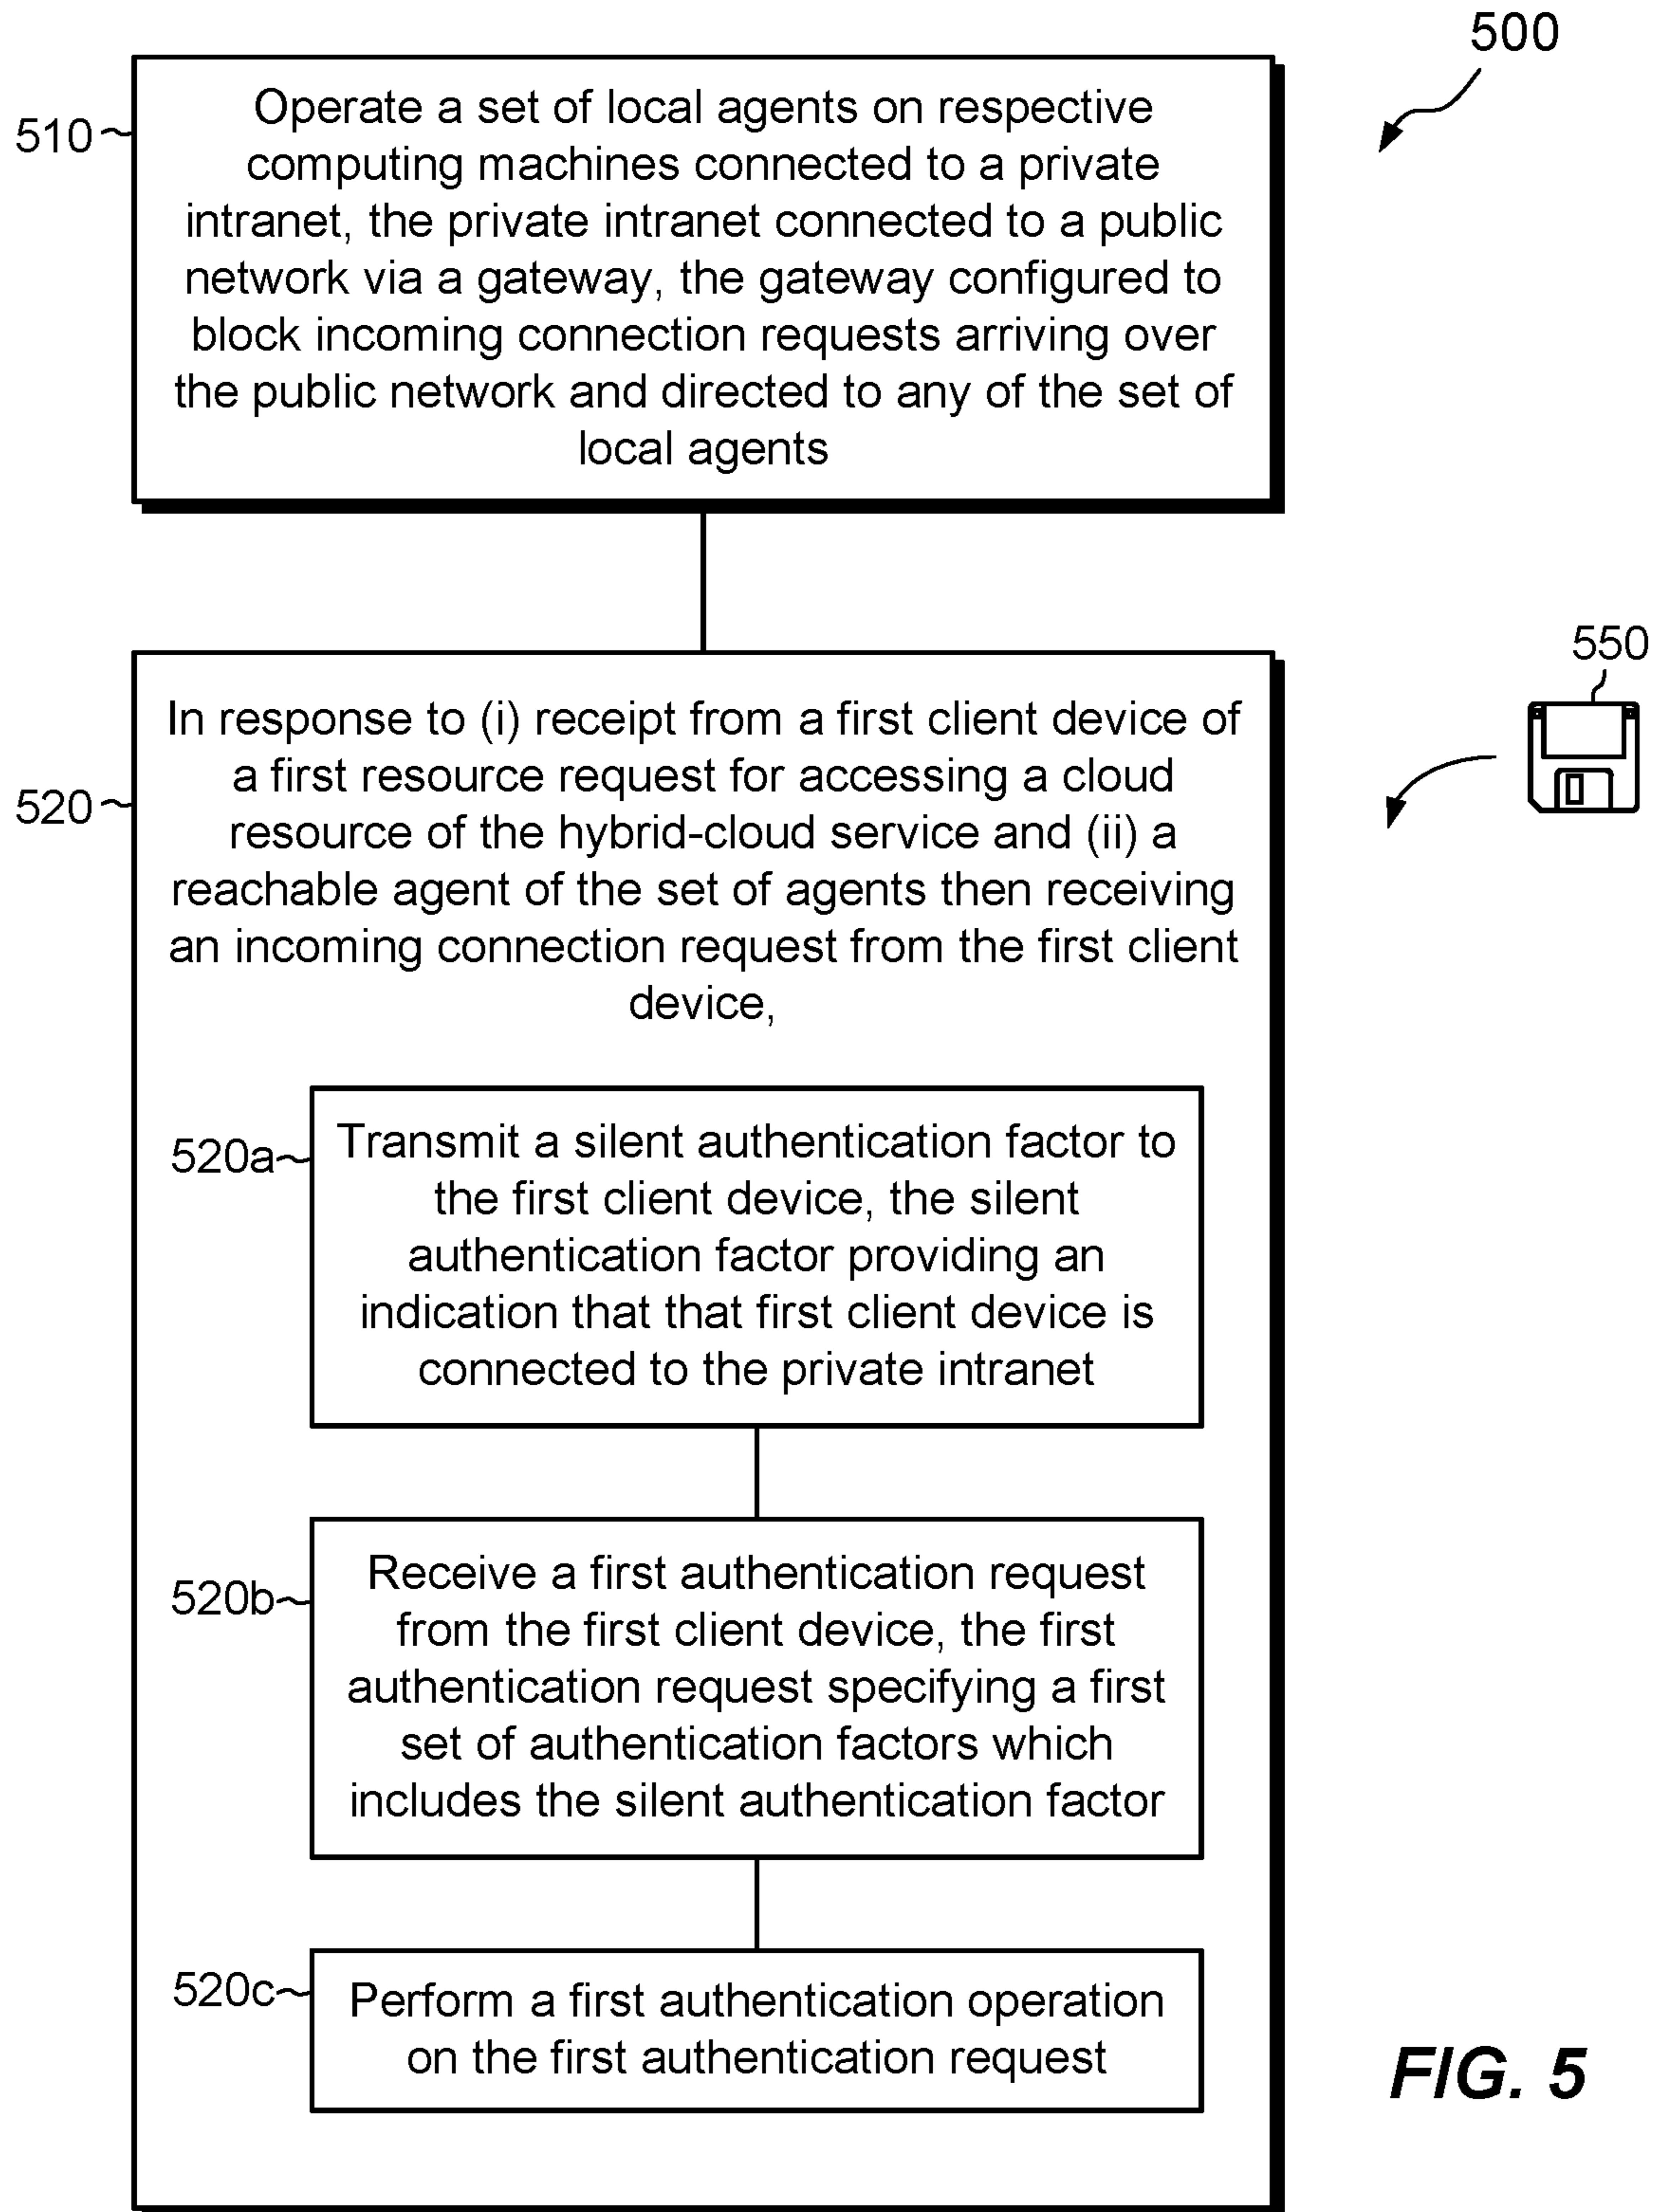 500
510
Operate a set of local agents on respective
computing machines connected to a private
intranet, the private intranet connected to a public
network via a gateway, the gateway configured to
block incoming connection requests arriving over
the public network and directed to any of the set of
local agents
550
520
In response to (i) receipt from a first client device of
a first resource request for accessing a cloud
resource of the hybrid-cloud service and (ii) a
reachable agent of the set of agents then receiving
an incoming connection request from the first client
device,
520a
Transmit a silent authentication factor to
the first client device, the silent
authentication factor providing an
indication that that first client device is
connected to the private intranet
520b
Receive a first authentication request
from the first client device, the first
authentication request specifying a first
set of authentication factors which
includes the silent authentication factor
520c
Perform a first authentication operation
on the first authentication request
FIG. 5